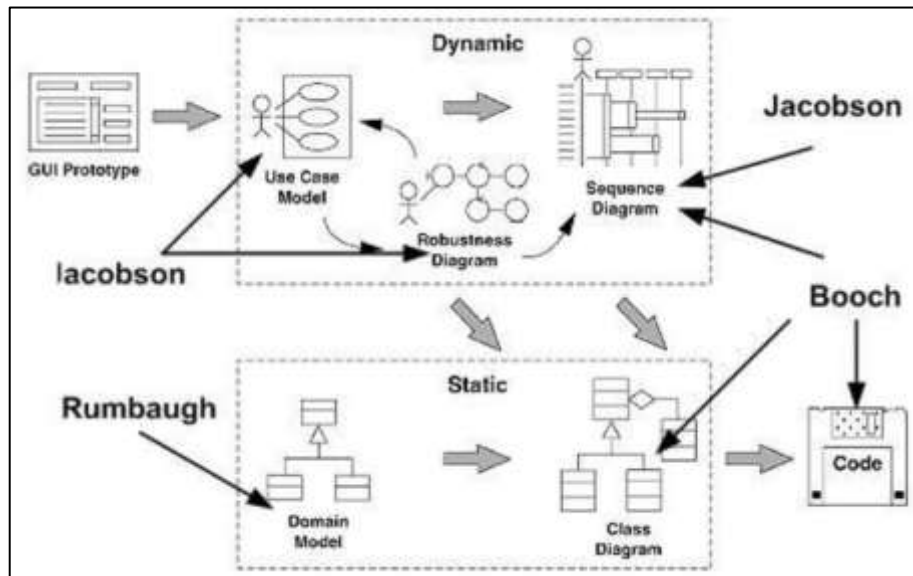 Dynamic
GUI Prototype
Use Case
Model
Robustness
Diagram
Sequence
Diagram
Jacobson
Iacobson
Booch
Static
Rumbaugh
Domain
Model
Class
Diagram
Code